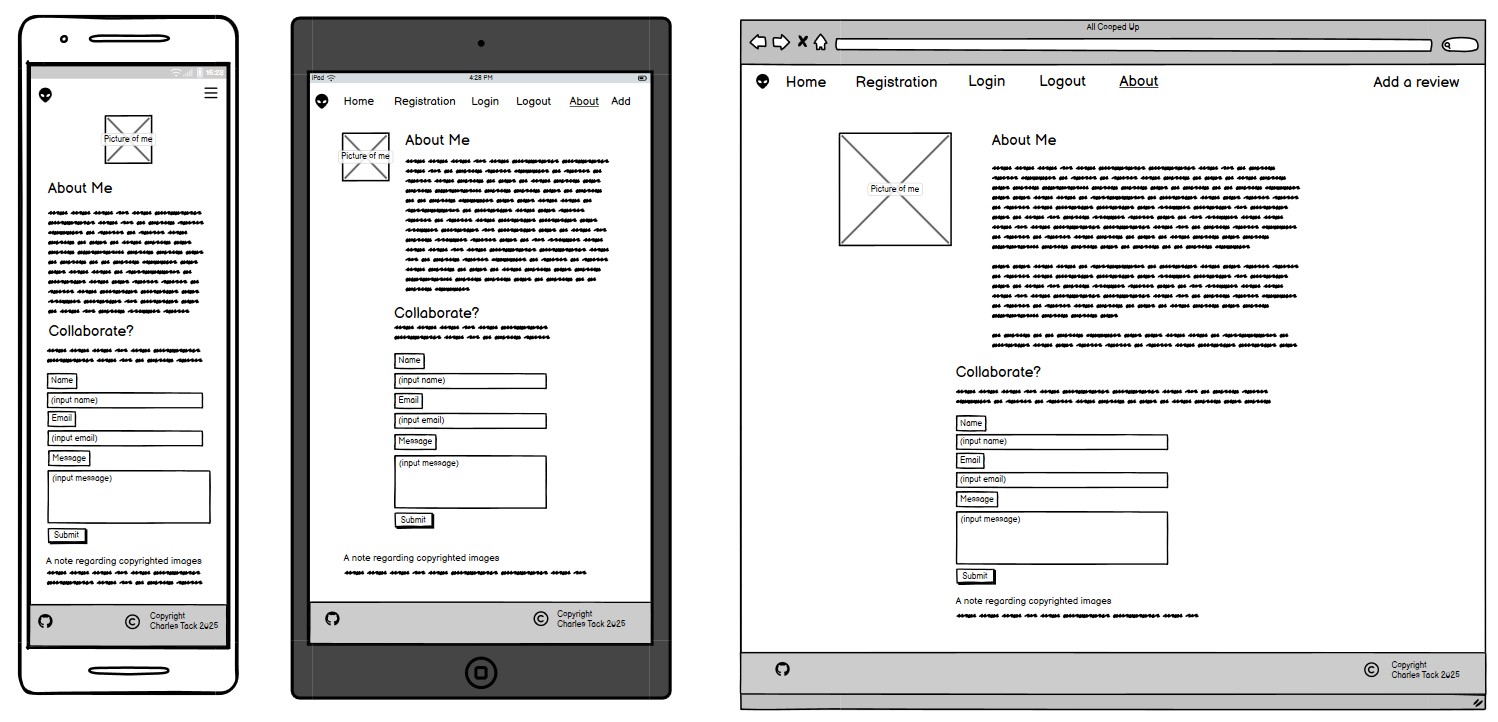 16:28
Picture of me
About Me
Collaborate?
Name
(input name)
Email
(input email)
Message
(input message)
Submit
A note regarding copyrighted images
Copyright
Charles Tack 2025
iPad
4:28 PM
Home Registration Login Logout About Add
Picture of me
About Me
Collaborate?
Name
(input name)
Email
(input email)
Message
(input message)
Submit
A note regarding copyrighted images
© Copyright
Charles Tack 2025
All Cooped Up
Home Registration Login Logout About Add a review
Picture of me
About Me
Collaborate?
Name
(input name)
Email
(input email)
Message
(input message)
Submit
A note regarding copyrighted images
© Copyright
Charles Tack 2025